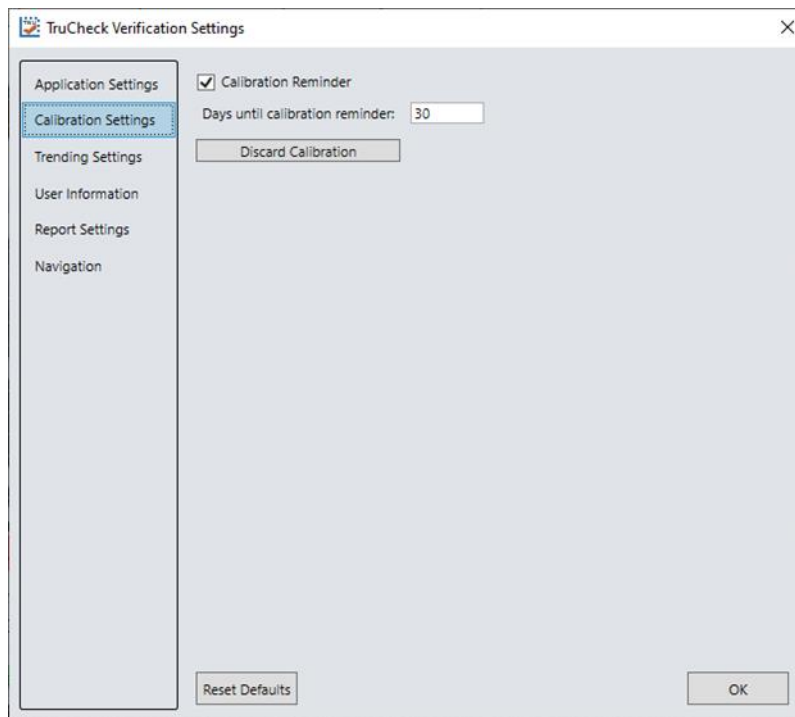 TruCheck Verification Settings
Application Settings
Calibration Settings
Trending Settings
User Information
Report Settings
Navigation
Calibration Reminder
Days until calibration reminder: 30
Discard Calibration
Reset Defaults
OK